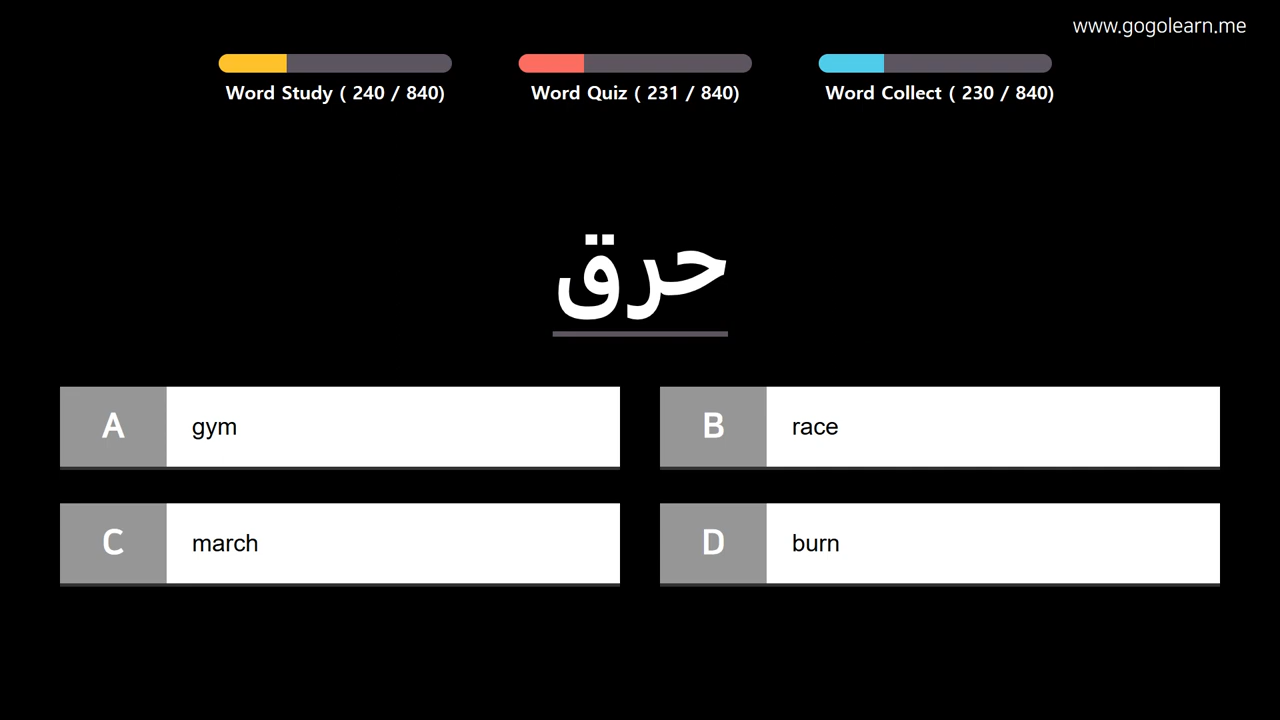 www.gogolearn.me
Word Study ( 240 / 840)
Word Quiz ( 231 / 840)
Word Collect ( 230 / 840)
حرق
A gym
B race
C march
D burn